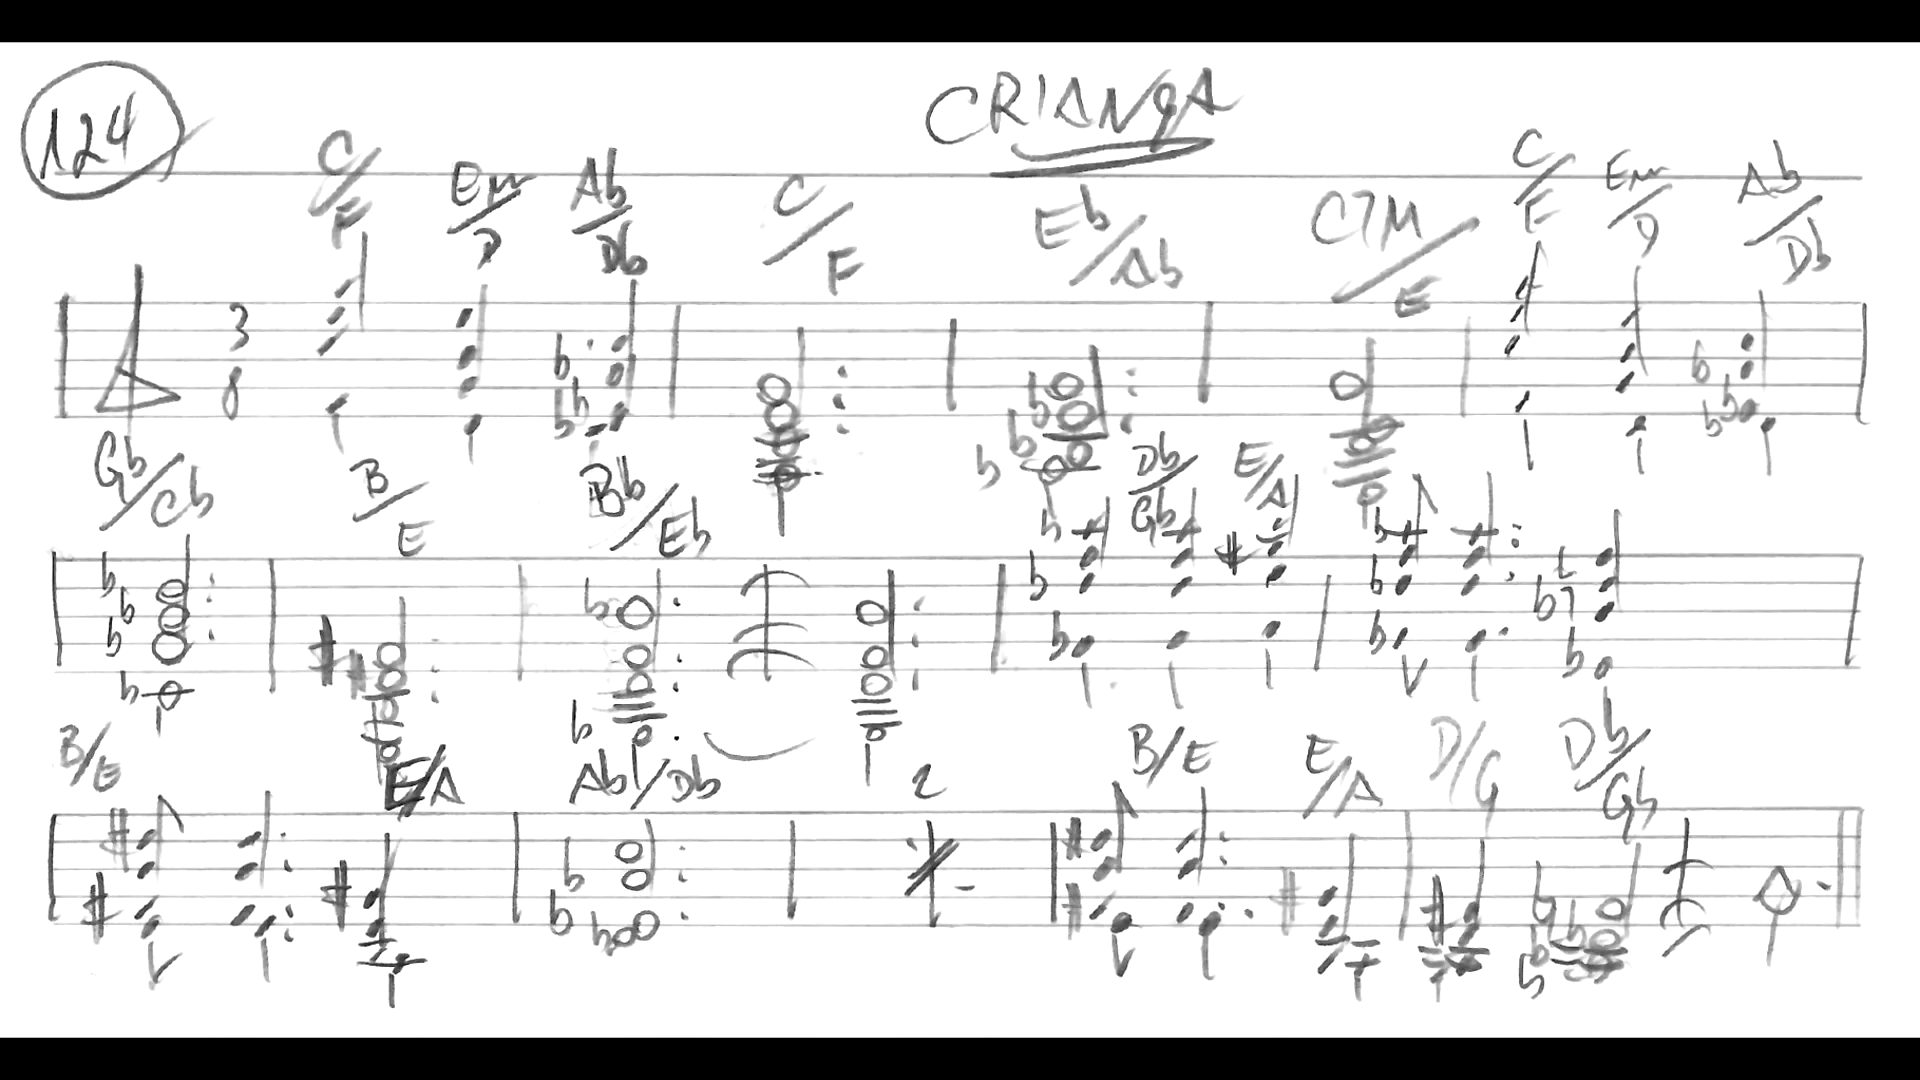 124
CRIANÇA
C/F Em/D Ab/Db C/F Eb/Ab C7M/E C/F Em/D Ab/Db
3
8
Gb/Cb B/E Bb/Eb Db/Gb E/A
B/E E/A Ab/Db 2 B/E E/A D/G Db/Gb